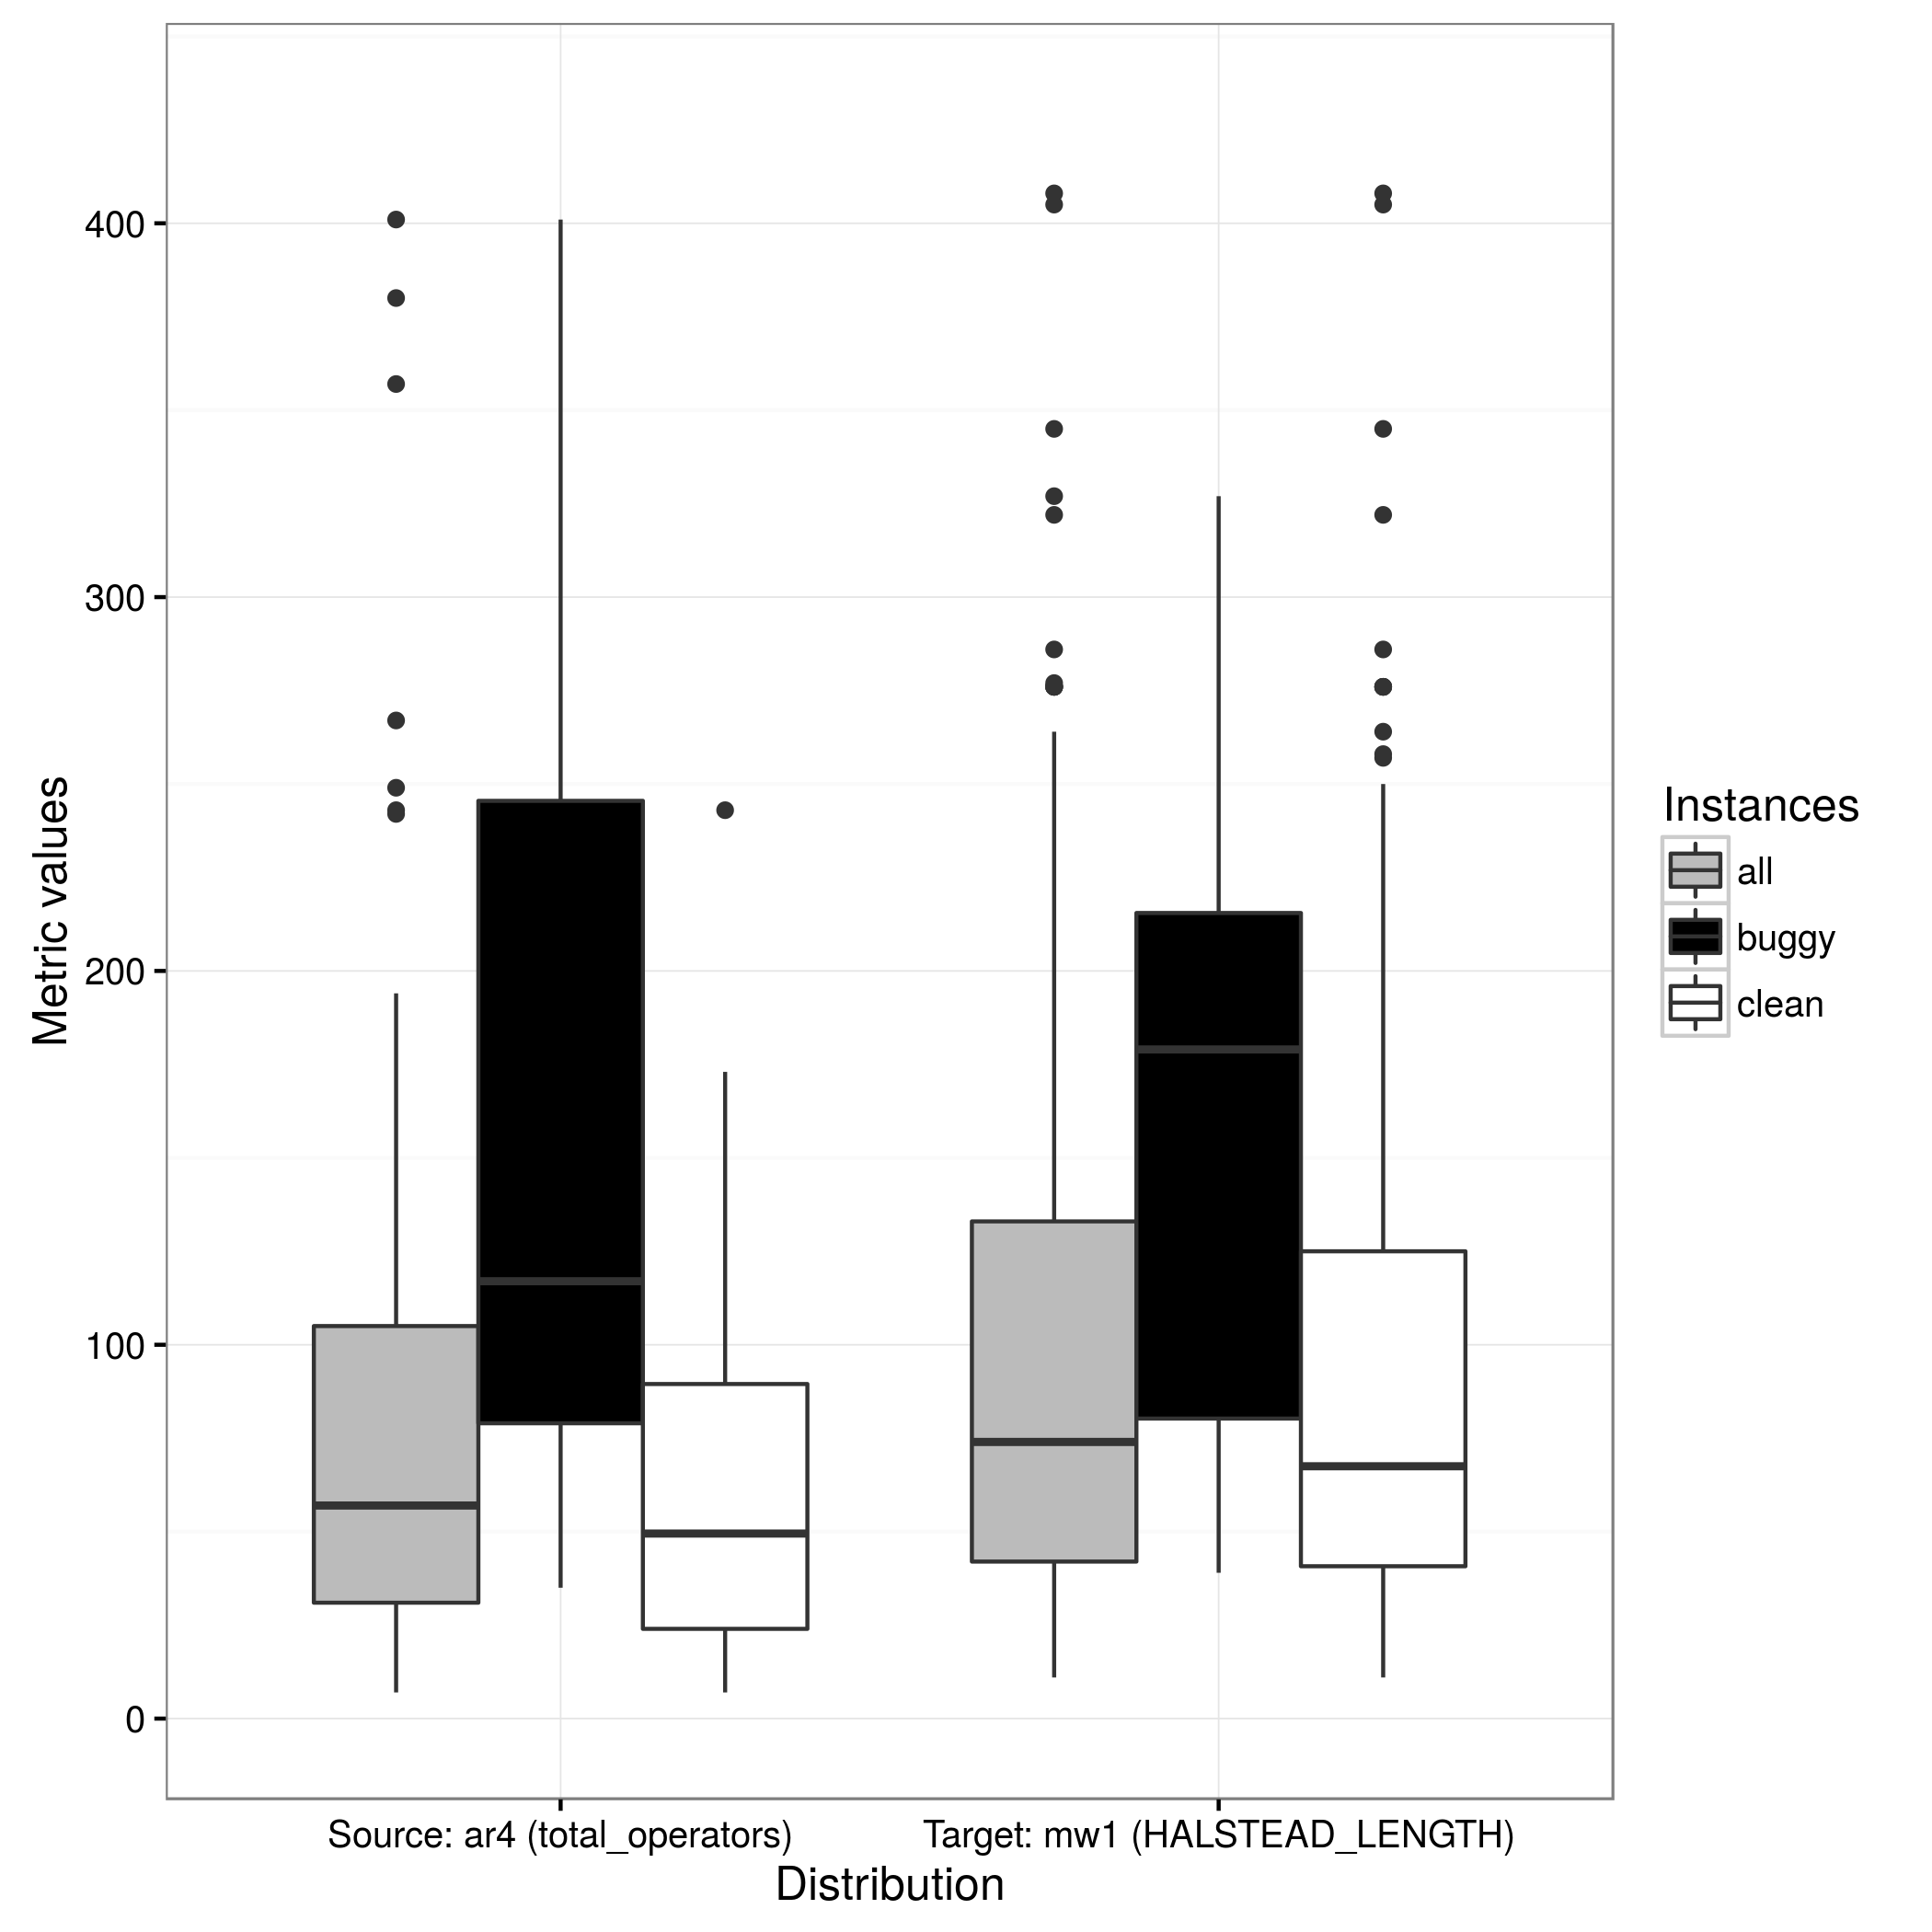 400
300
200
100
0
Metric values
Source: ar4 (total_operators)
Target: mw1 (HALSTEAD_LENGTH)
Distribution
Instances
all
buggy
clean